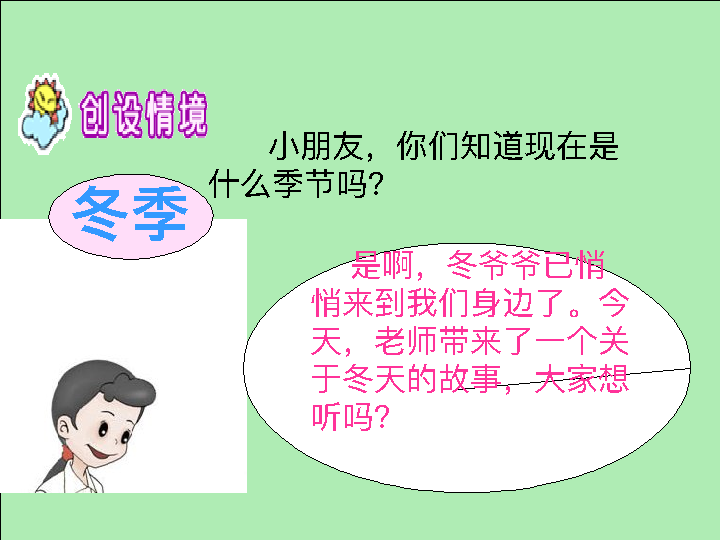 创设情境
小朋友，你们知道现在是
什么季节吗？
冬季
是啊，冬爷爷已悄
悄来到我们身边了。今
天，老师带来了一个关
于冬天的故事，大家想
听吗？